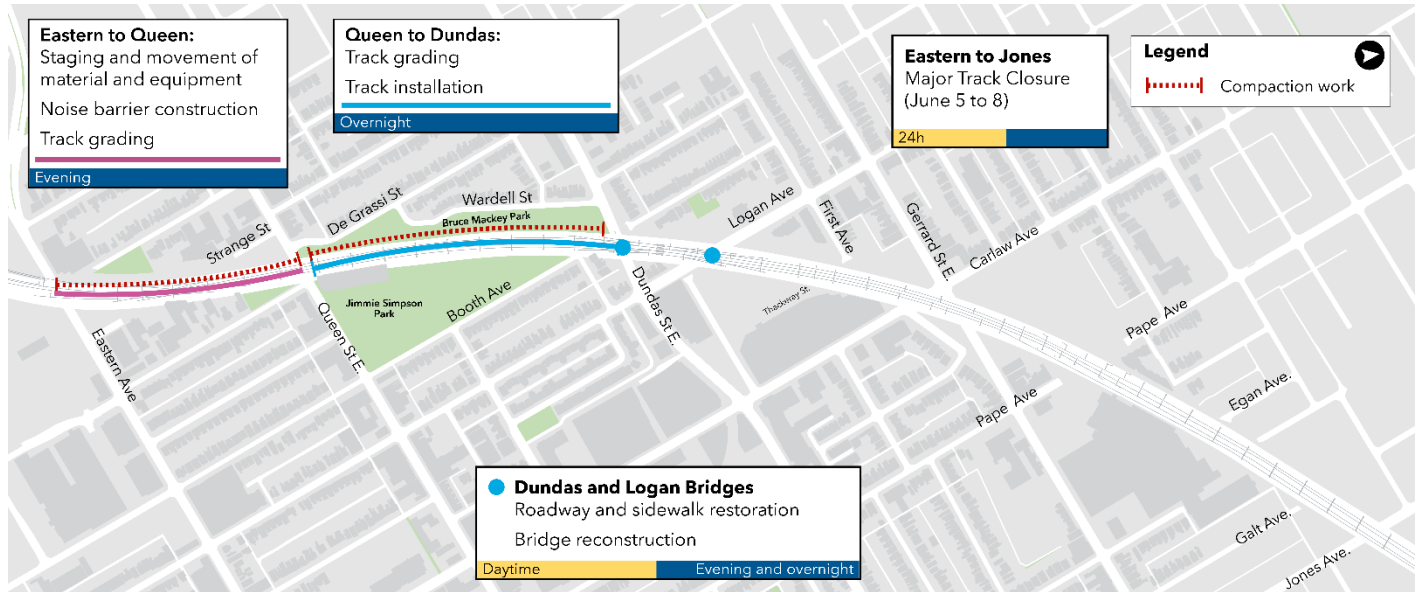 Eastern to Queen:
Staging and movement of
material and equipment
Noise barrier construction
Track grading
Evening
Queen to Dundas:
Track grading
Track installation
Overnight
Eastern to Jones
Major Track Closure
(June 5 to 8)
24h
Legend
Compaction work
Strange St
De Grassi St
Wardell St
Bruce Mackey Park
Logan Ave
First Ave
Gerrard St E.
Carlaw Ave
Jimmie Simpson
Park
Booth Ave
Queen St E.
Eastern Ave
Dundas St E.
Thackway St.
Pape Ave
Pape Ave
Egan Ave.
Galt Ave.
Jones Ave.
Dundas and Logan Bridges
Roadway and sidewalk restoration
Bridge reconstruction
Daytime
Evening and overnight